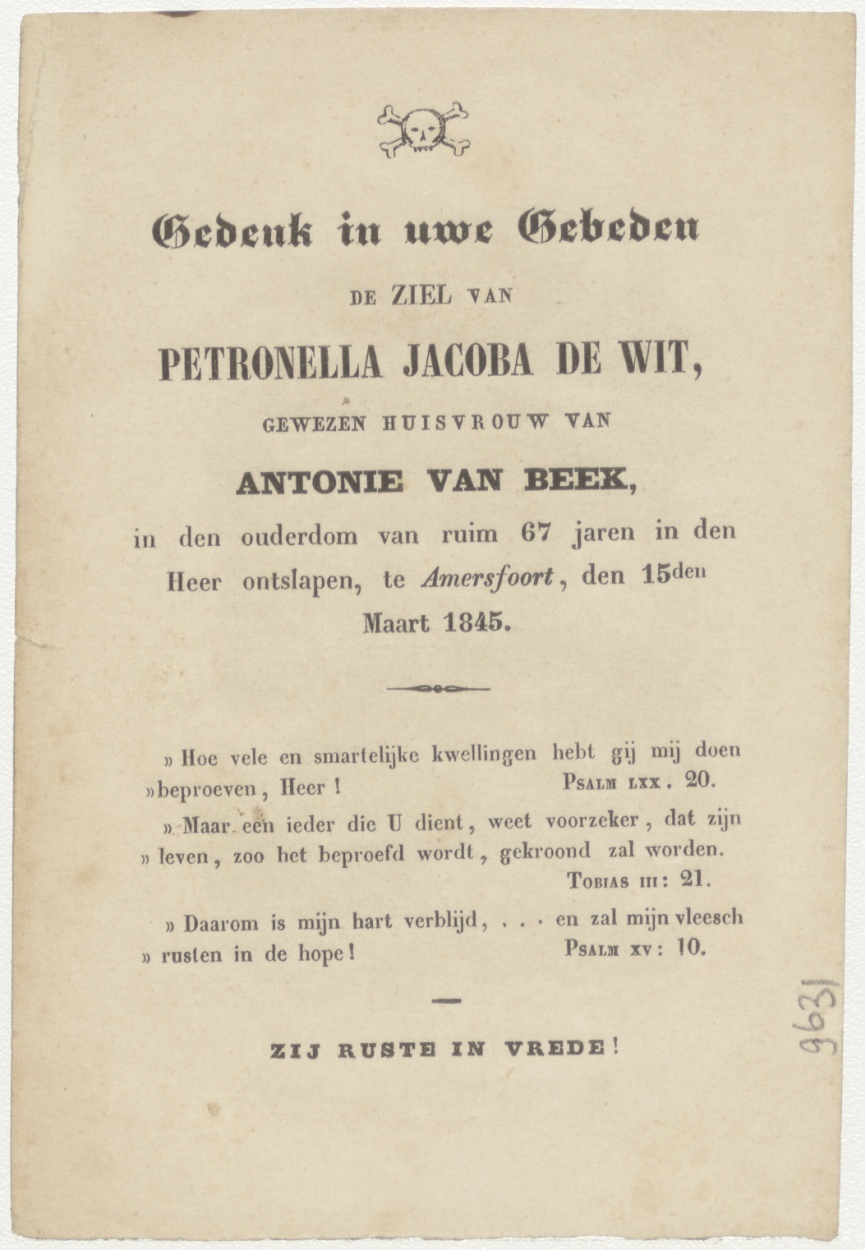 Gedenk in uwe Gebeden
DE ZIEL VAN
PETRONELLA JACOBA DE WIT,
GEWEZEN HUISVROUW VAN
ANTONIE VAN BEEK,
in den ouderdom van ruim 67 jaren in den
Heer ontslapen, te Amersfoort, den 15den
Maart 1845.
» Hoe vele en smartelijke kwellingen hebt gij mij doen
»beproeven, Heer! PSALM LXX. 20.
» Maar een ieder die U dient, weet voorzeker, dat zijn
» leven, zoo het beproefd wordt, gekroond zal worden.
TOBIAS III: 21.
» Daarom is mijn hart verblijd, . . . en zal mijn vleesch
» rusten in de hope! PSALM XV: 10.
ZIJ RUSTE IN VREDE!
9631